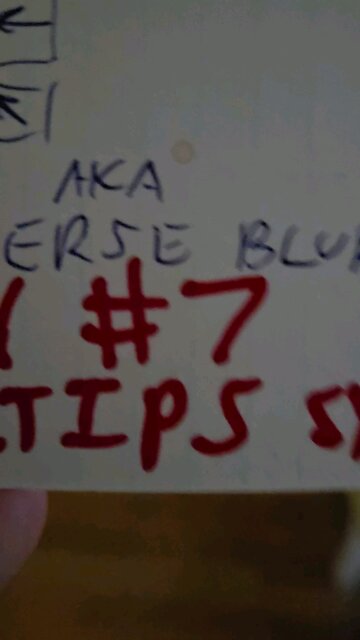 AKA
ERSE BLU
#7
TIPS